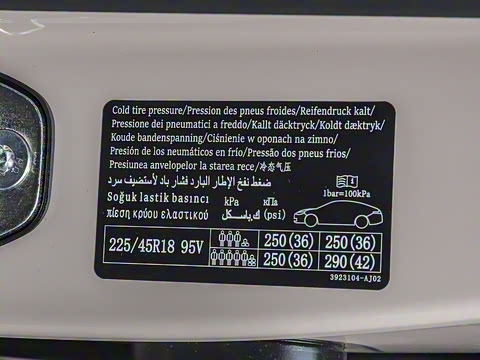 Cold tire pressure/Pression des pneus froides/Reifendruck kalt/
Pressione dei pneumatici a freddo/Kallt däcktryck/Koldt dæktryk/
Koude bandenspanning/Ciśnienie w oponach na zimno/
Presión de los neumáticos en frío/Pressão dos pneus frios/
Presiunea anvelopelor la starea rece/冷态气压
ضغط نفخ الإطار البارد فشار باد لاستضيف سرد
Soğuk lastik basıncı kPa кПа
πίεση κρύου ελαστικού كيلوباسكال (psi)
1bar=100kPa
225/45R18 95V 250(36) 250(36)
250(36) 290(42)
3923104-AJ02